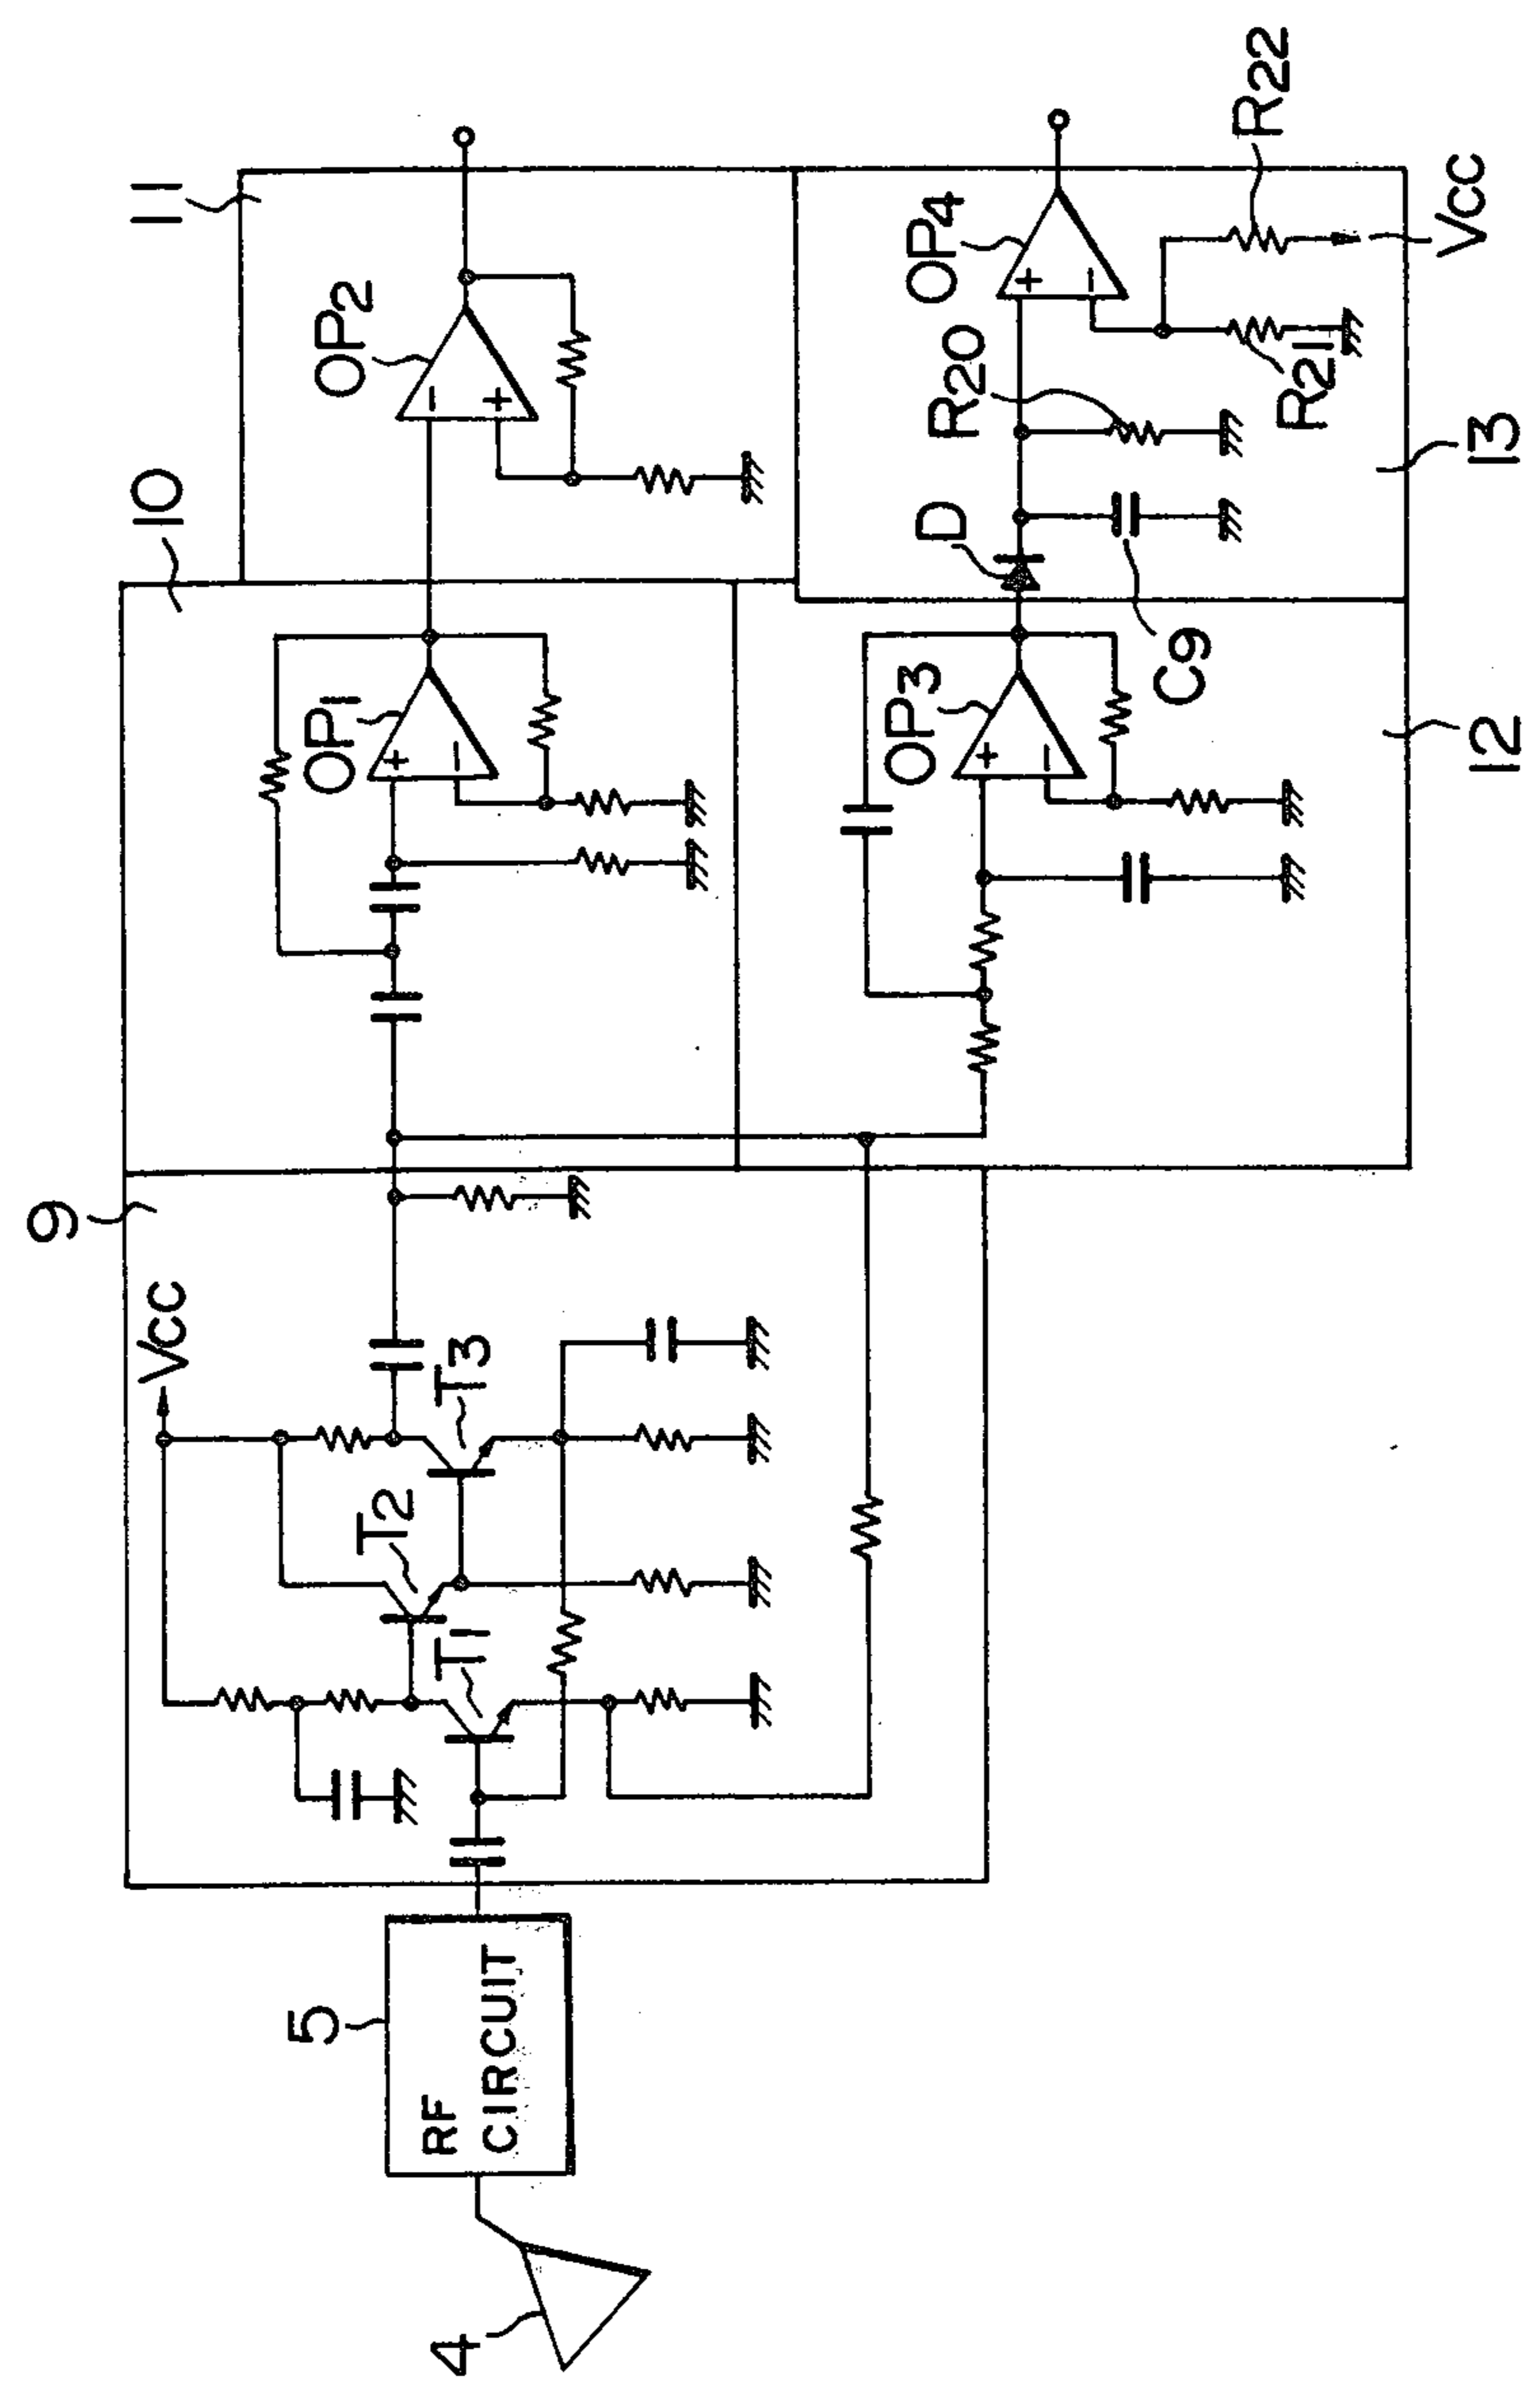 4
5
RF
CIRCUIT
9
VCC
T1
T2
T3
10
OP1
+
−
11
OP2
−
+
12
OP3
+
−
13
D
C9
R20
OP4
+
−
R21
R22
VCC